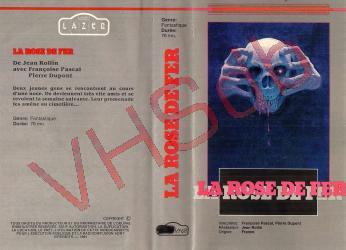 LAZER
LA ROSE DE FER
De Jean Rollin
avec Françoise Pascal
Pierre Dupont
Deux jeunes gens se rencontrent au cours
d'une noce. Ils deviennent très vite amis et se
revoient la semaine suivante. Leur promenade
les amène au cimetière...
Genre: Fantastique
Durée: 76 mn.
COPYRIGHT ©
Genre:
Fantastique
Durée:
76 mn.
LA ROSE DE FER
VHS
LA ROSE DE FER
Interprètes: Françoise Pascal, Pierre Dupont
Réalisateur: Jean Rollin
Origine: France
VHS